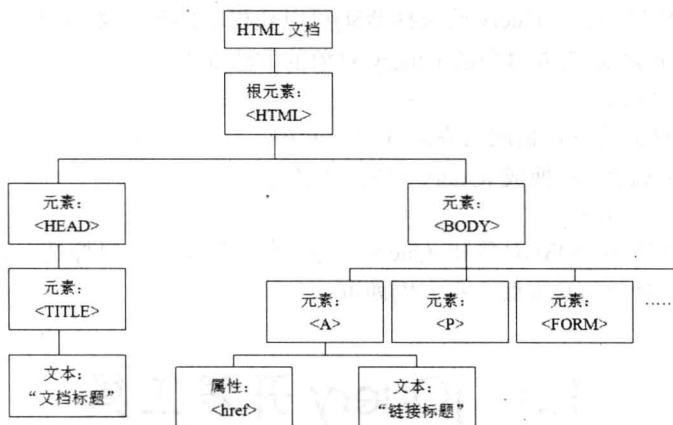 HTML 文档
根元素：
<HTML>
元素：
<HEAD>
元素：
<BODY>
元素：
<TITLE>
元素：
<A>
元素：
<P>
元素：
<FORM>
……
文本：
“文档标题”
属性：
<href>
文本：
“链接标题”